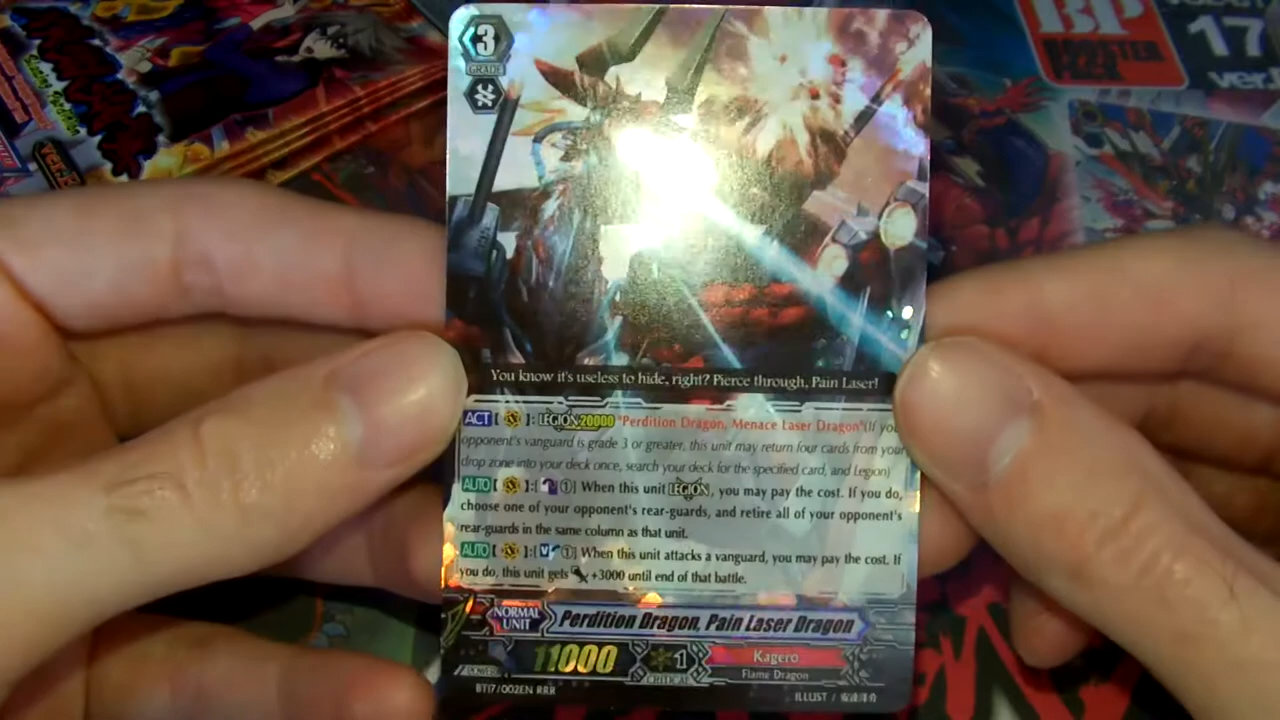 3
GRADE
BP
BOOSTER
PACK
17
You know it's useless to hide, right? Pierce through, Pain Laser!
ACT [ ]: LEGION 20000 "Perdition Dragon, Menace Laser Dragon"(If you
opponent's vanguard is grade 3 or greater, this unit may return four cards from your
drop zone into your deck once, search your deck for the specified card, and Legion)
AUTO [ ]:[ ①] When this unit LEGION, you may pay the cost. If you do,
choose one of your opponent's rear-guards, and retire all of your opponent's
rear-guards in the same column as that unit.
AUTO [ ]:[ ①] When this unit attacks a vanguard, you may pay the cost. If
you do, this unit gets +3000 until end of that battle.
NORMAL
UNIT
Perdition Dragon, Pain Laser Dragon
POWER
11000
1
CRITICAL
Kagero
Flame Dragon
BT17/002EN RRR
ILLUST /